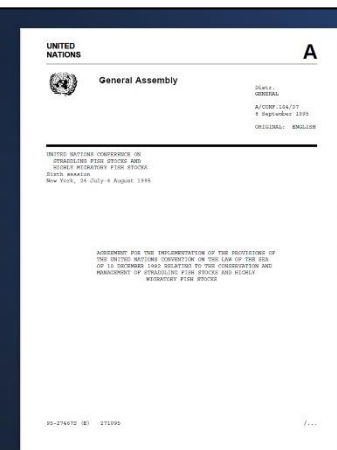 UNITED
NATIONS
A
General Assembly
Distr.
GENERAL
A/CONF.164/37
8 September 1995
ORIGINAL: ENGLISH
UNITED NATIONS CONFERENCE ON
STRADDLING FISH STOCKS AND
HIGHLY MIGRATORY FISH STOCKS
Sixth session
New York, 24 July-4 August 1995
AGREEMENT FOR THE IMPLEMENTATION OF THE PROVISIONS OF
THE UNITED NATIONS CONVENTION ON THE LAW OF THE SEA
OF 10 DECEMBER 1982 RELATING TO THE CONSERVATION AND
MANAGEMENT OF STRADDLING FISH STOCKS AND HIGHLY
MIGRATORY FISH STOCKS
95-27467S (E) 271095
/...